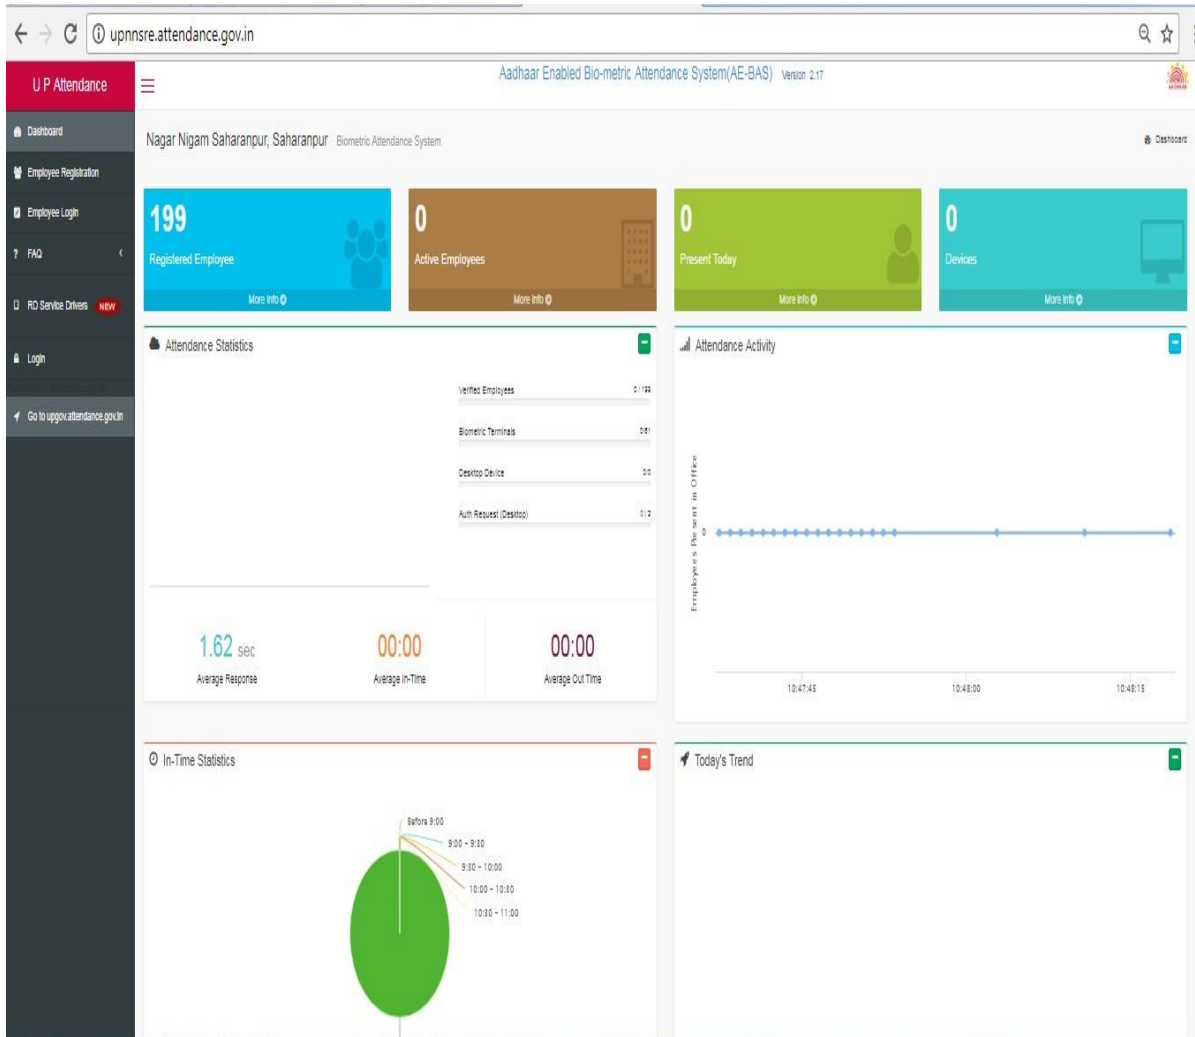 upnnsre.attendance.gov.in
U P Attendance
Aadhaar Enabled Bio-metric Attendance System(AE-BAS) Version 2.17
AADHAAR
Dashboard
Employee Registration
Employee Login
? FAQ
RD Service Drivers NEW
Login
Go to upgov.attendance.gov.in
Nagar Nigam Saharanpur, Saharanpur Biometric Attendance System
Dashboard
199
Registered Employee
More Info
0
Active Employees
More Info
0
Present Today
More Info
0
Devices
More Info
Attendance Statistics
Verified Employees 0 / 199
Biometric Terminals
Desktop Device 0/0
Auth Request (Desktop)
1.62 sec
Average Response
00:00
Average In-Time
00:00
Average Out Time
Attendance Activity
Employees Present in Office
0
10:47:45 10:48:00 10:48:15
In-Time Statistics
Before 9:00
9:00 - 9:30
9:30 - 10:00
10:00 - 10:30
10:30 - 11:00
Today's Trend